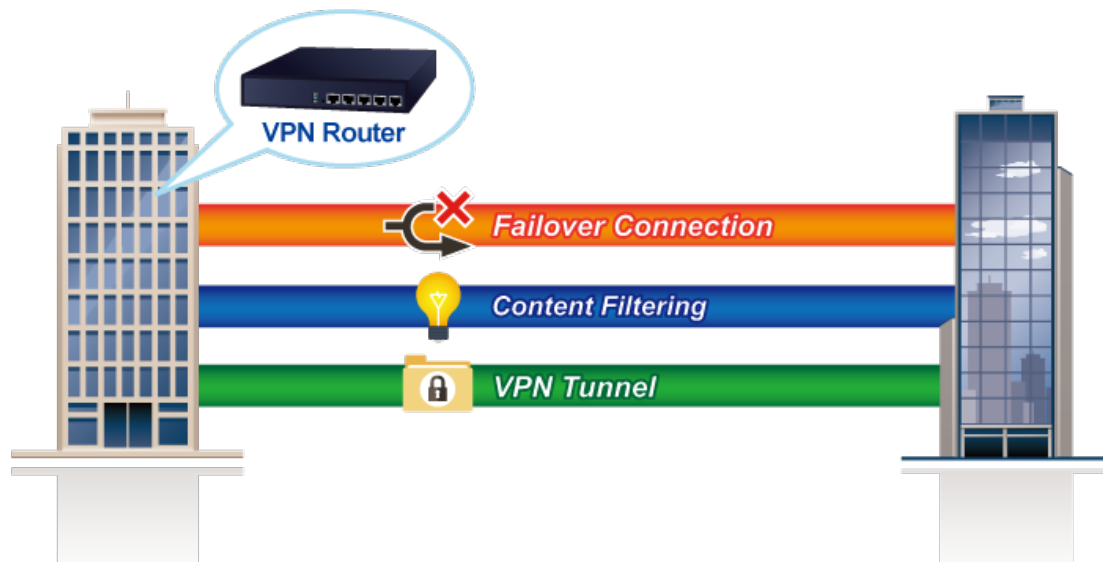 VPN Router
Failover Connection
Content Filtering
VPN Tunnel